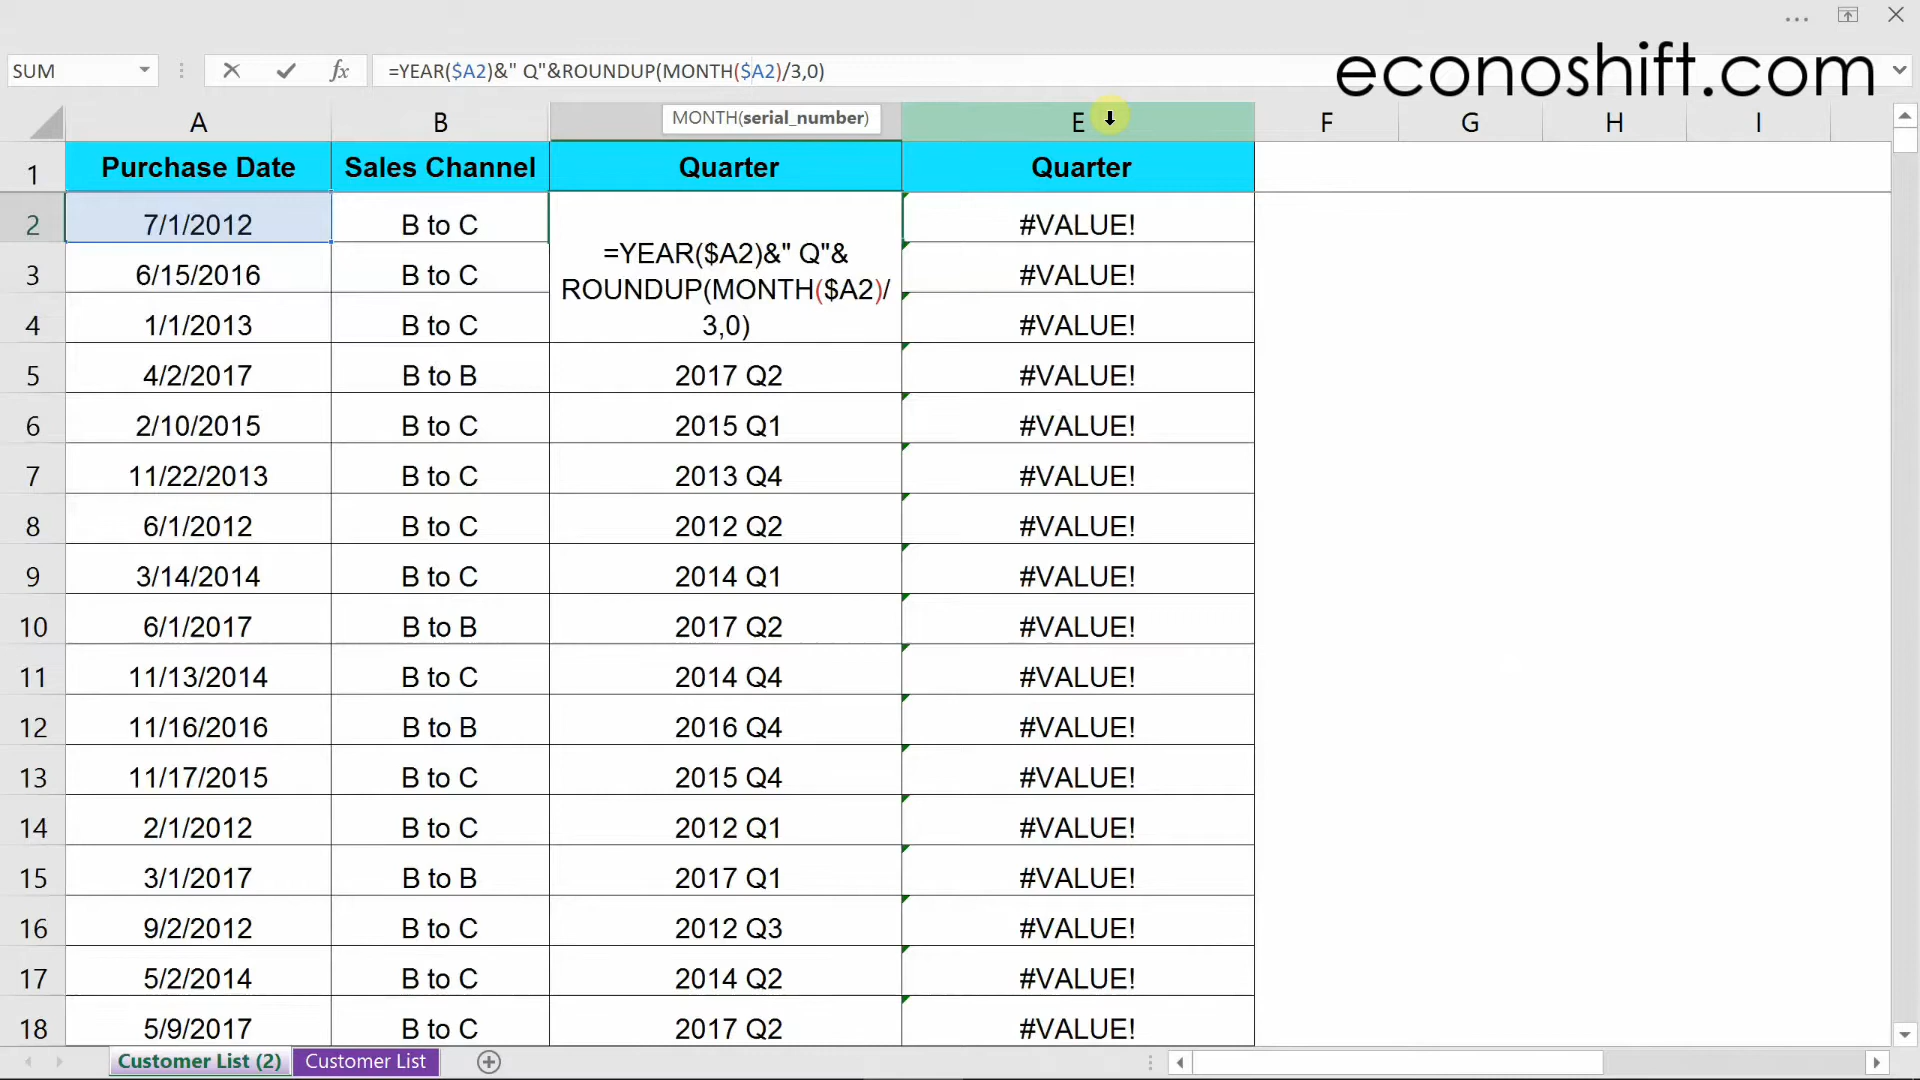 econoshift.com
SUM
fx
=YEAR($A2)&" Q"&ROUNDUP(MONTH($A2)/3,0)
MONTH(serial_number)
A B E F G H I
1 Purchase Date Sales Channel Quarter Quarter
2 7/1/2012 B to C #VALUE!
=YEAR($A2)&" Q"&
ROUNDUP(MONTH($A2)/
3,0)
3 6/15/2016 B to C #VALUE!
4 1/1/2013 B to C #VALUE!
5 4/2/2017 B to B 2017 Q2 #VALUE!
6 2/10/2015 B to C 2015 Q1 #VALUE!
7 11/22/2013 B to C 2013 Q4 #VALUE!
8 6/1/2012 B to C 2012 Q2 #VALUE!
9 3/14/2014 B to C 2014 Q1 #VALUE!
10 6/1/2017 B to B 2017 Q2 #VALUE!
11 11/13/2014 B to C 2014 Q4 #VALUE!
12 11/16/2016 B to B 2016 Q4 #VALUE!
13 11/17/2015 B to C 2015 Q4 #VALUE!
14 2/1/2012 B to C 2012 Q1 #VALUE!
15 3/1/2017 B to B 2017 Q1 #VALUE!
16 9/2/2012 B to C 2012 Q3 #VALUE!
17 5/2/2014 B to C 2014 Q2 #VALUE!
18 5/9/2017 B to C 2017 Q2 #VALUE!
Customer List (2) Customer List